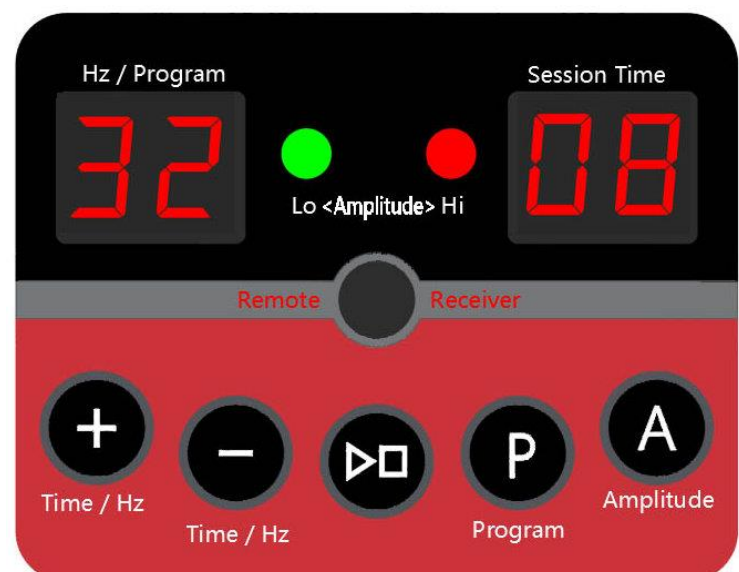 Hz / Program
Session Time
32
08
Lo <Amplitude> Hi
Remote Receiver
+
-
P
A
Time / Hz
Time / Hz
Program
Amplitude